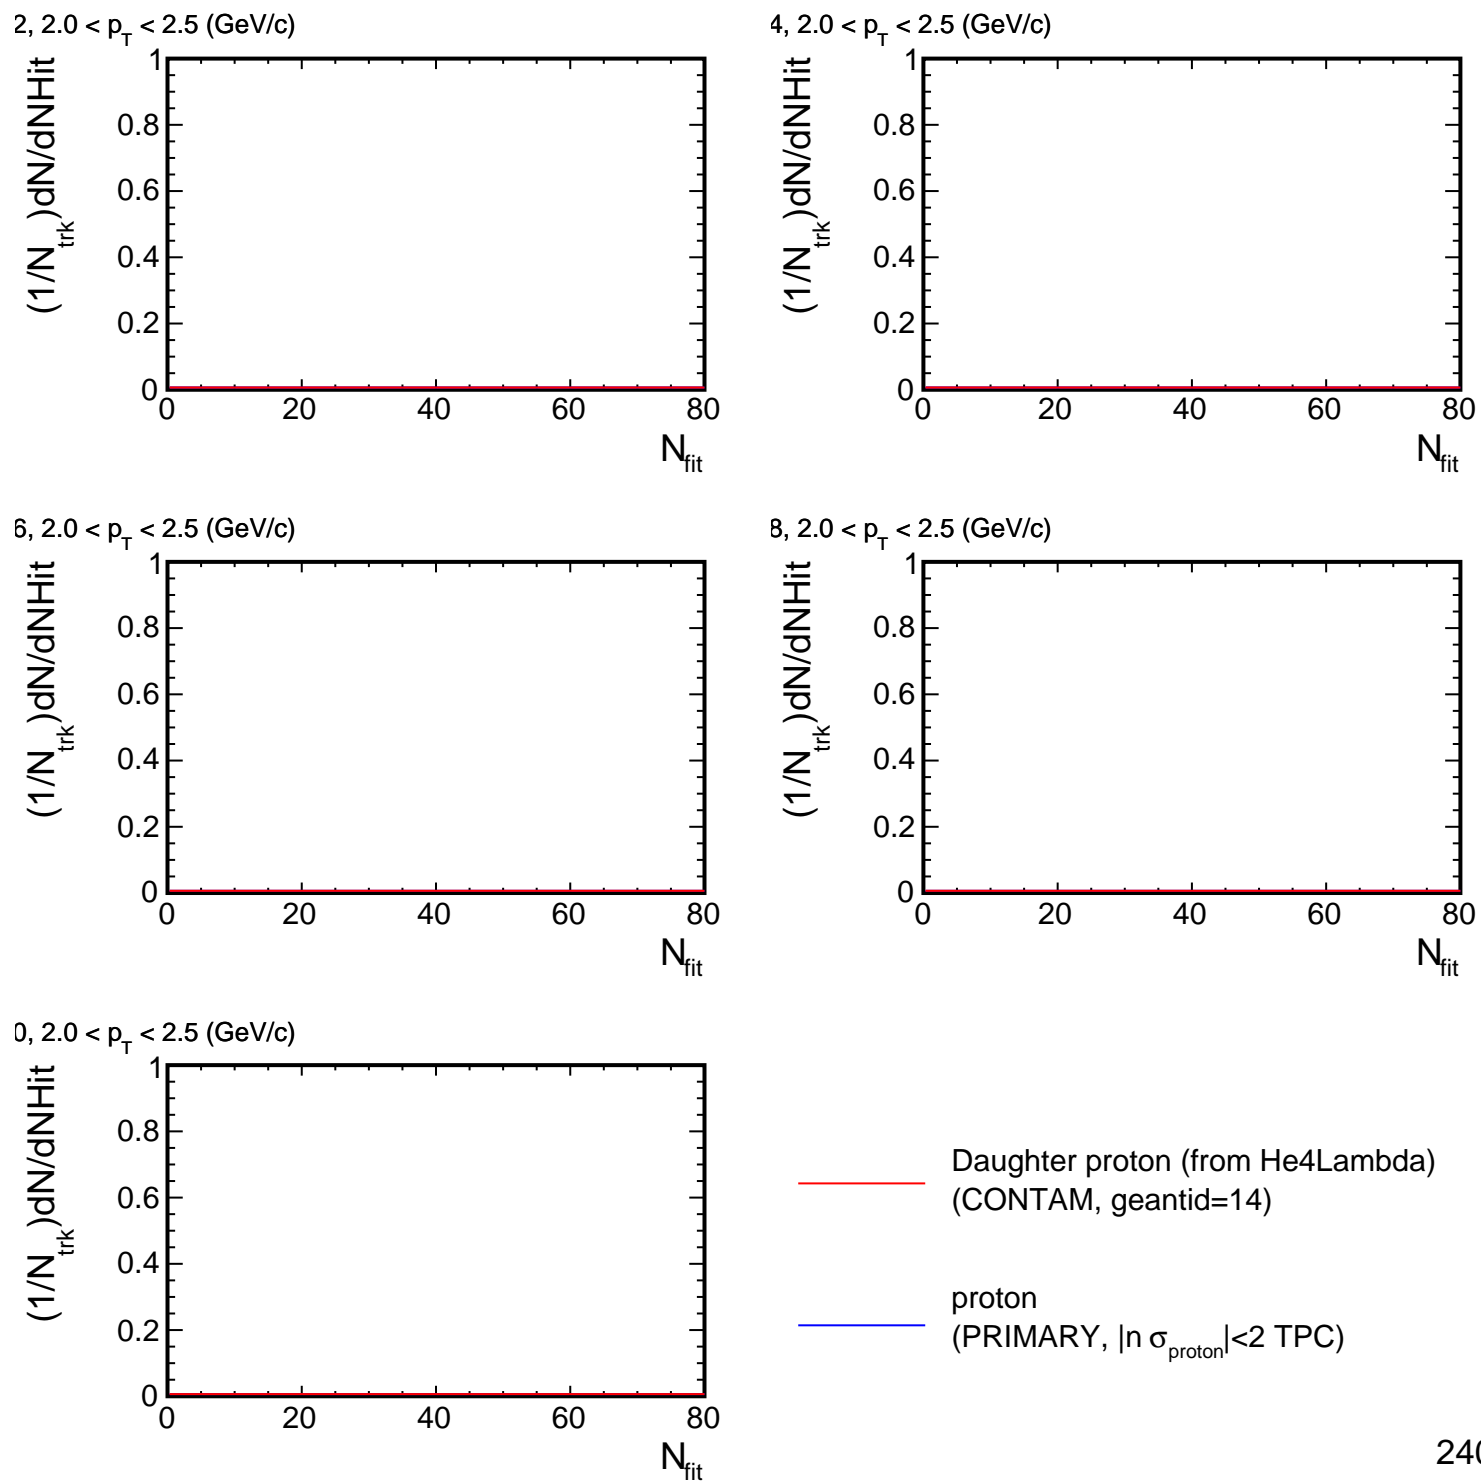 2, 2.0 < p_T < 2.5 (GeV/c)
(1/N_trk)dN/dNHit
1
0.8
0.6
0.4
0.2
0
0 20 40 60 80
N_fit
4, 2.0 < p_T < 2.5 (GeV/c)
(1/N_trk)dN/dNHit
1
0.8
0.6
0.4
0.2
0
0 20 40 60 80
N_fit
6, 2.0 < p_T < 2.5 (GeV/c)
(1/N_trk)dN/dNHit
1
0.8
0.6
0.4
0.2
0
0 20 40 60 80
N_fit
8, 2.0 < p_T < 2.5 (GeV/c)
(1/N_trk)dN/dNHit
1
0.8
0.6
0.4
0.2
0
0 20 40 60 80
N_fit
0, 2.0 < p_T < 2.5 (GeV/c)
(1/N_trk)dN/dNHit
1
0.8
0.6
0.4
0.2
0
0 20 40 60 80
N_fit
Daughter proton (from He4Lambda)
(CONTAM, geantid=14)
proton
(PRIMARY, |n σ_proton|<2 TPC)
240